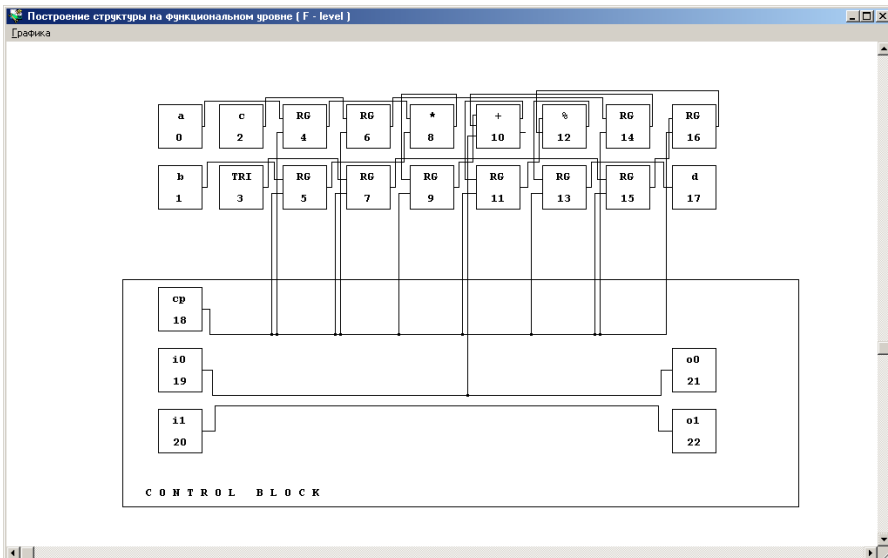 Построение структуры на функциональном уровне ( F - level )
Графика
a c RG RG * + % RG RG
0 2 4 6 8 10 12 14 16
b TRI RG RG RG RG RG RG d
1 3 5 7 9 11 13 15 17
cp
18
i0 o0
19 21
i1 o1
20 22
CONTROL BLOCK